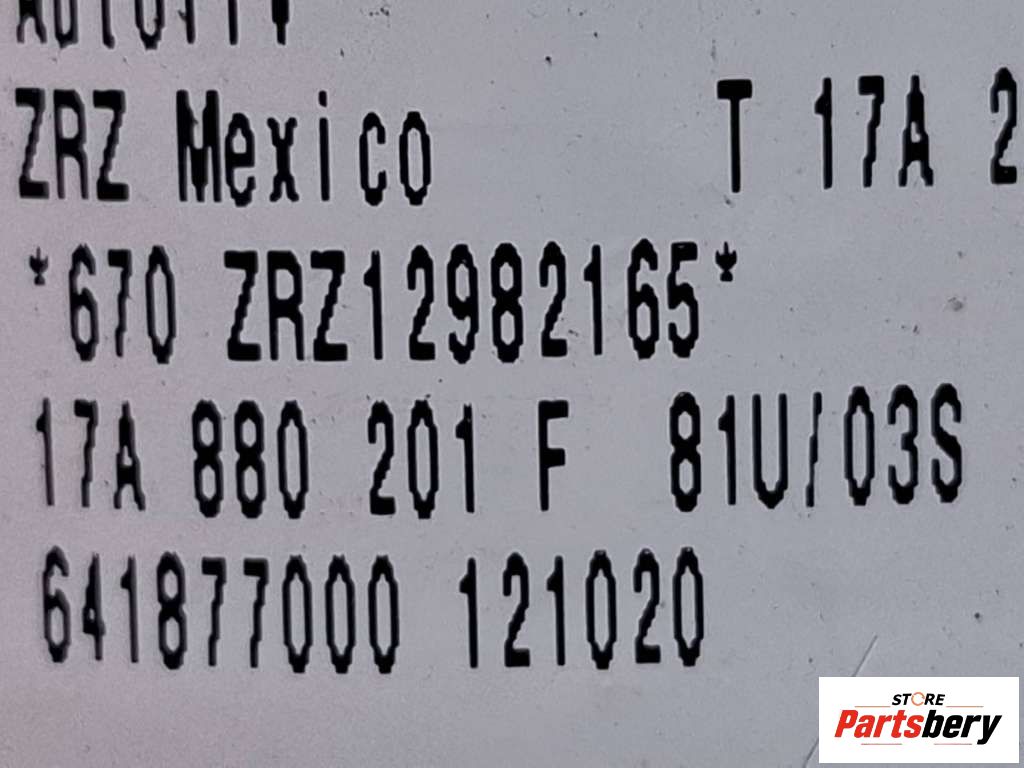 ZRZ Mexico T 17A 2
*670 ZRZ12982165*
17A 880 201 F 81U/03S
641877000 121020
STORE
Partsbery